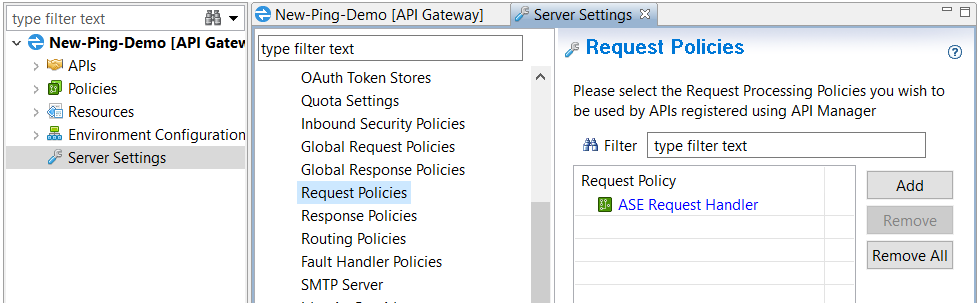 type filter text
New-Ping-Demo [API Gatew
APIs
Policies
Resources
Environment Configuration
Server Settings
New-Ping-Demo [API Gateway]
Server Settings
type filter text
OAuth Token Stores
Quota Settings
Inbound Security Policies
Global Request Policies
Global Response Policies
Request Policies
Response Policies
Routing Policies
Fault Handler Policies
SMTP Server
Request Policies
Please select the Request Processing Policies you wish to
be used by APIs registered using API Manager
Filter
type filter text
Request Policy
ASE Request Handler
Add
Remove
Remove All